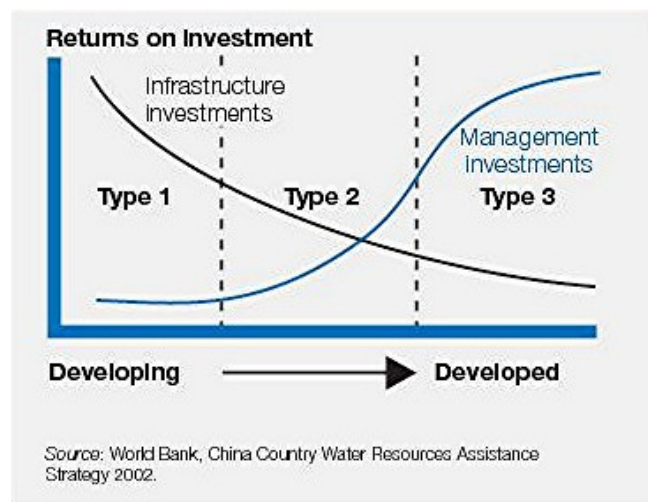 Returns on Investment
Infrastructure
investments
Management
investments
Type 1
Type 2
Type 3
Developing
Developed
Source: World Bank, China Country Water Resources Assistance
Strategy 2002.